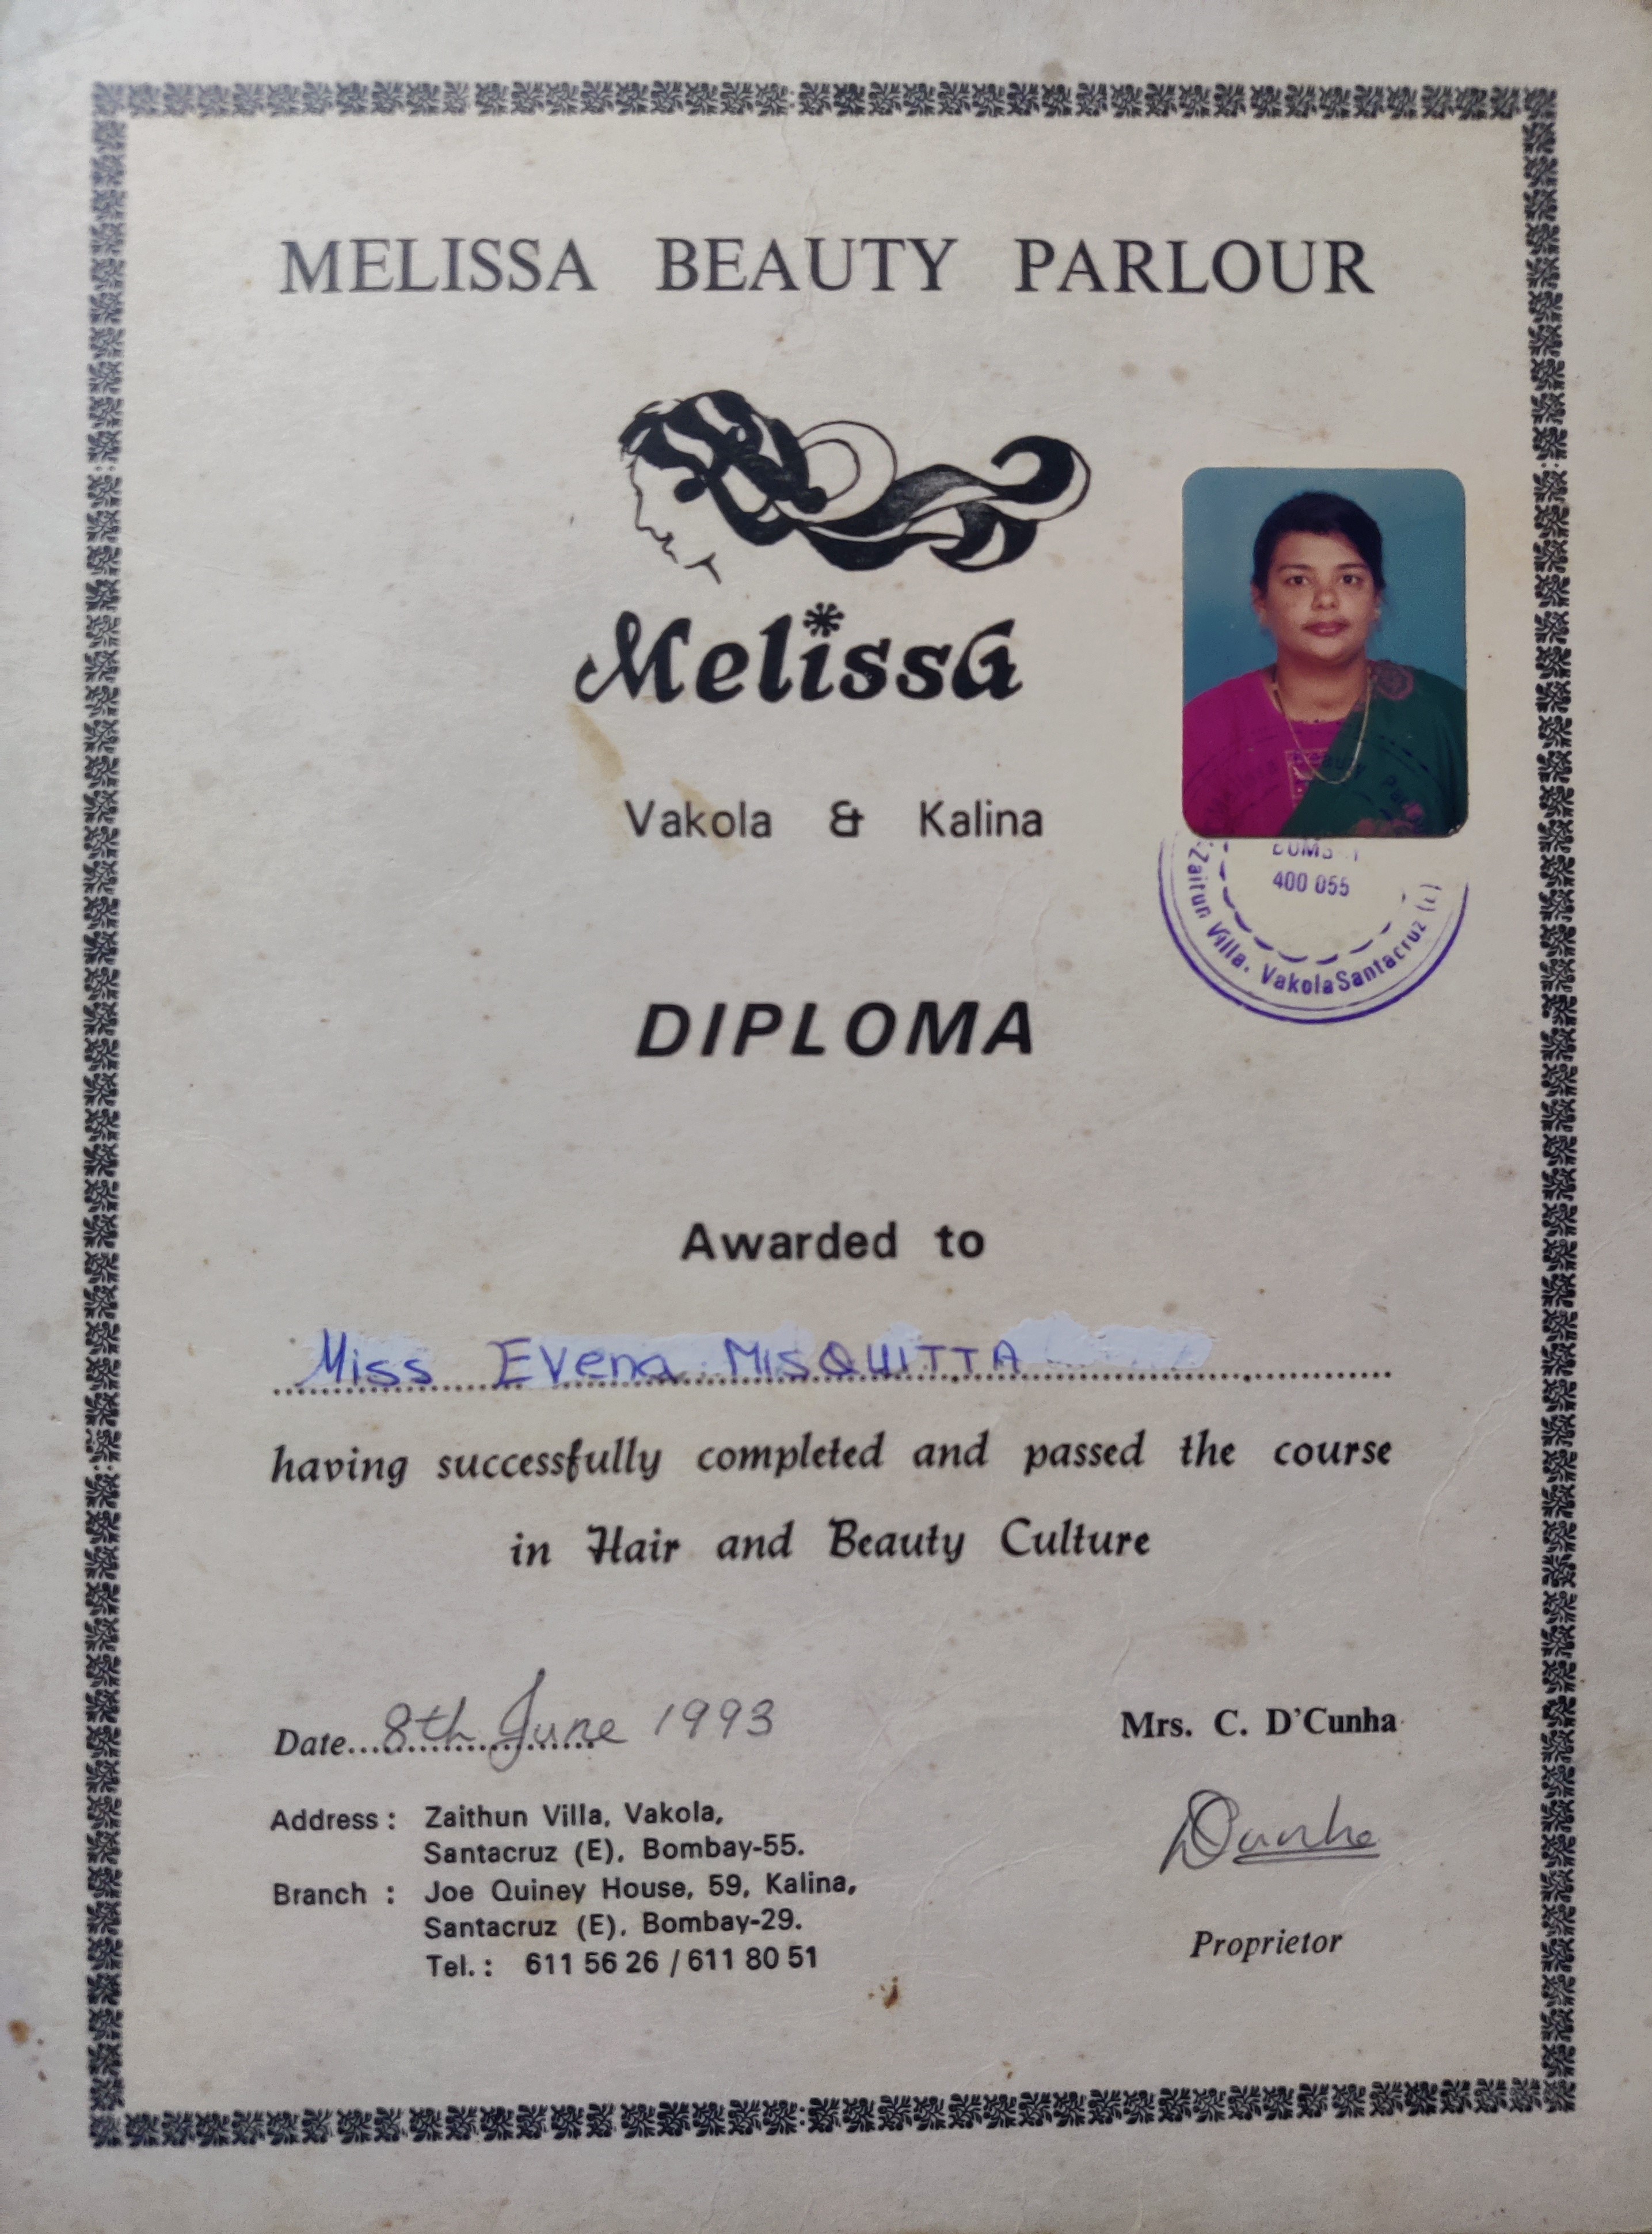 MELISSA BEAUTY PARLOUR
Melissa
Vakola & Kalina
400 055
Zaitun Villa. Vakola Santacruz
DIPLOMA
Awarded to
Miss Evena MISQUITTA
having successfully completed and passed the course
in Hair and Beauty Culture
Date 8th June 1993
Mrs. C. D'Cunha
Address : Zaithun Villa, Vakola,
Santacruz (E), Bombay-55.
Branch : Joe Quiney House, 59, Kalina,
Santacruz (E), Bombay-29.
Tel. : 611 56 26 / 611 80 51
DCunha
Proprietor